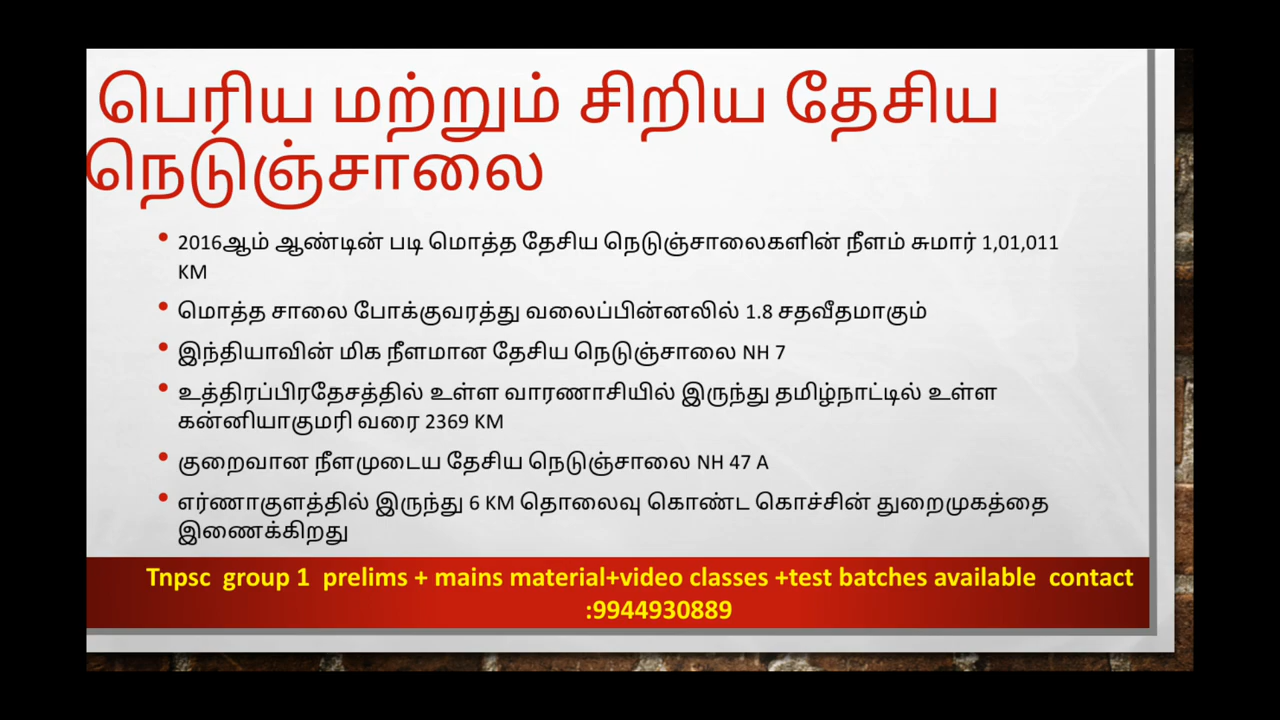 பெரிய மற்றும் சிறிய தேசிய
நெடுஞ்சாலை
• 2016ஆம் ஆண்டின் படி மொத்த தேசிய நெடுஞ்சாலைகளின் நீளம் சுமார் 1,01,011
KM
• மொத்த சாலை போக்குவரத்து வலைப்பின்னலில் 1.8 சதவீதமாகும்
• இந்தியாவின் மிக நீளமான தேசிய நெடுஞ்சாலை NH 7
• உத்திரப்பிரதேசத்தில் உள்ள வாரணாசியில் இருந்து தமிழ்நாட்டில் உள்ள
கன்னியாகுமரி வரை 2369 KM
• குறைவான நீளமுடைய தேசிய நெடுஞ்சாலை NH 47 A
• எர்ணாகுளத்தில் இருந்து 6 KM தொலைவு கொண்ட கொச்சின் துறைமுகத்தை
இணைக்கிறது
Tnpsc group 1 prelims + mains material+video classes +test batches available contact
:9944930889